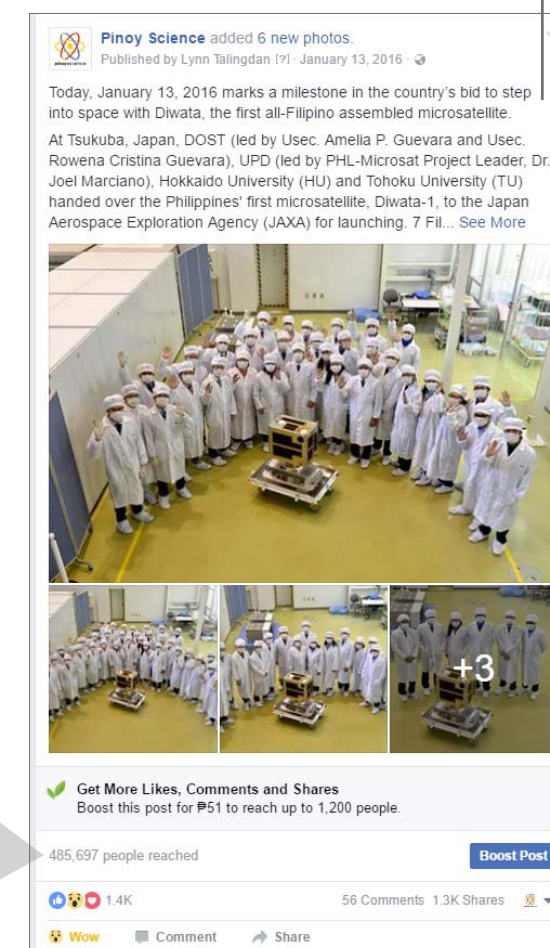 Pinoy Science added 6 new photos.
Published by Lynn Talingdan [?] · January 13, 2016 ·
Today, January 13, 2016 marks a milestone in the country's bid to step
into space with Diwata, the first all-Filipino assembled microsatellite.
At Tsukuba, Japan, DOST (led by Usec. Amelia P. Guevara and Usec.
Rowena Cristina Guevara), UPD (led by PHL-Microsat Project Leader, Dr.
Joel Marciano), Hokkaido University (HU) and Tohoku University (TU)
handed over the Philippines' first microsatellite, Diwata-1, to the Japan
Aerospace Exploration Agency (JAXA) for launching. 7 Fil... See More
+3
Get More Likes, Comments and Shares
Boost this post for ₱51 to reach up to 1,200 people.
485,697 people reached
Boost Post
1.4K
56 Comments 1.3K Shares
Wow Comment Share